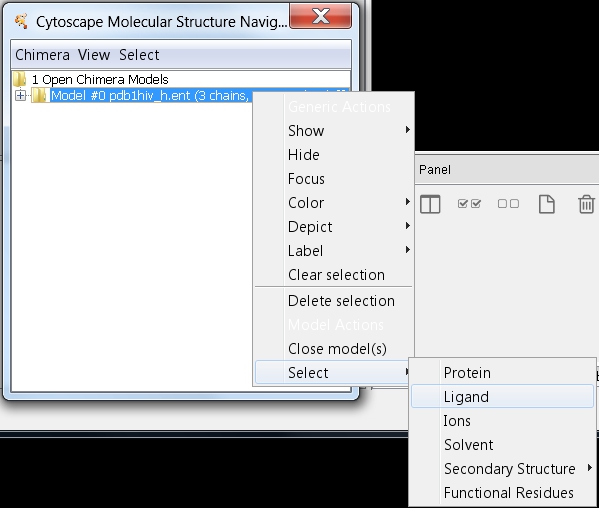 Cytoscape Molecular Structure Navig...
Chimera View Select
1 Open Chimera Models
Model #0 pdb1hiv_h.ent (3 chains,
Generic Actions
Show
Hide
Focus
Color
Depict
Label
Clear selection
Delete selection
Model Actions
Close model(s)
Select
Panel
Protein
Ligand
Ions
Solvent
Secondary Structure
Functional Residues